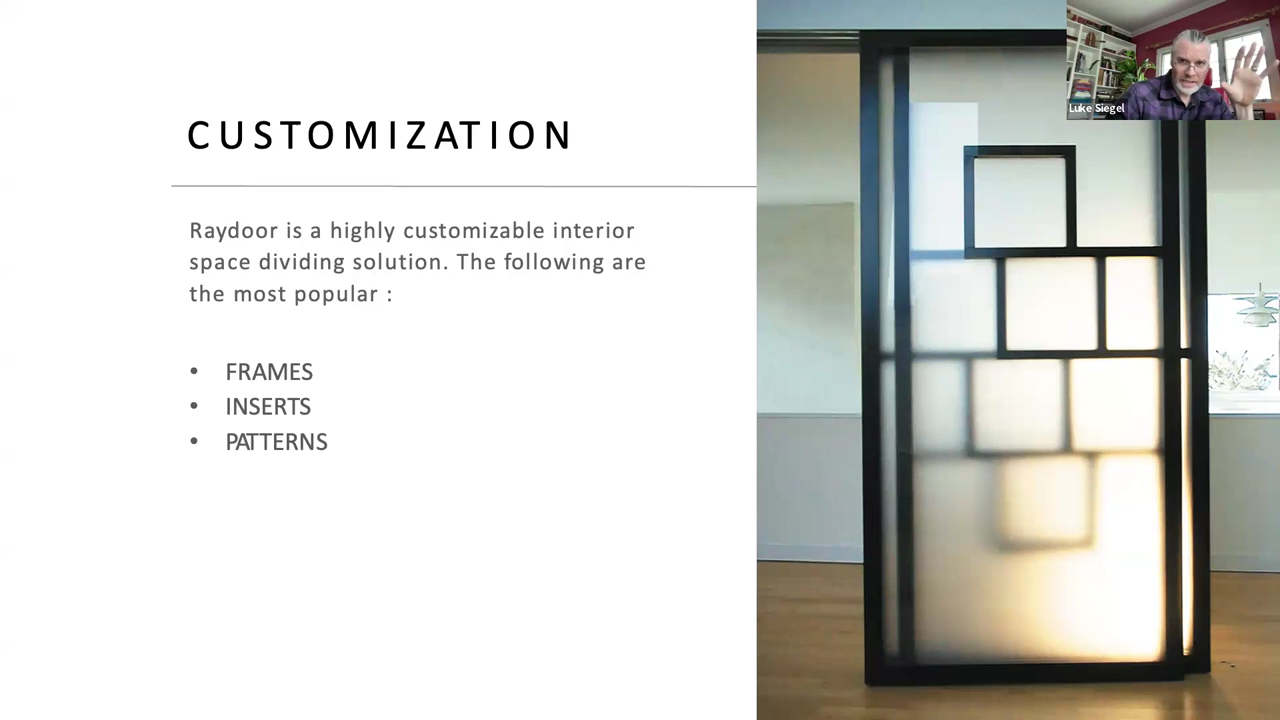 CUSTOMIZATION
Raydoor is a highly customizable interior
space dividing solution. The following are
the most popular :
• FRAMES
• INSERTS
• PATTERNS
Luke Siegel